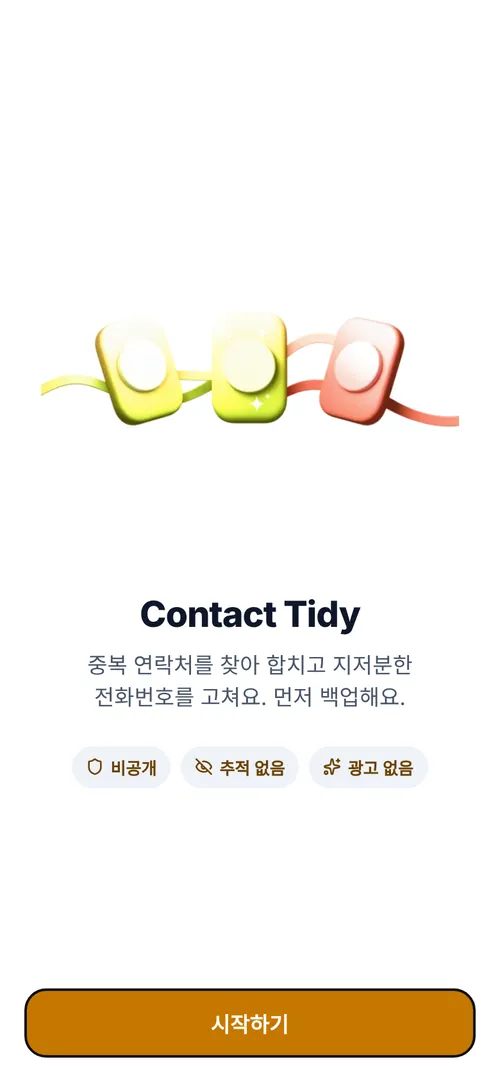 Contact Tidy
중복 연락처를 찾아 합치고 지저분한
전화번호를 고쳐요. 먼저 백업해요.
비공개 추적 없음 광고 없음
시작하기